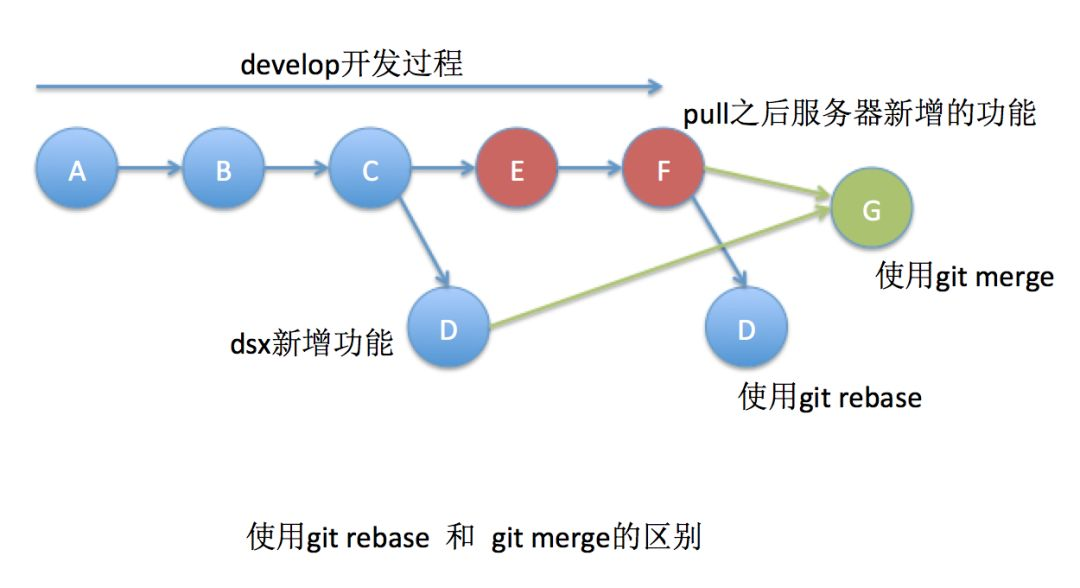 develop开发过程
pull之后服务器新增的功能
A
B
C
E
F
G
使用git merge
D
D
dsx新增功能
使用git rebase
使用git rebase 和 git merge的区别